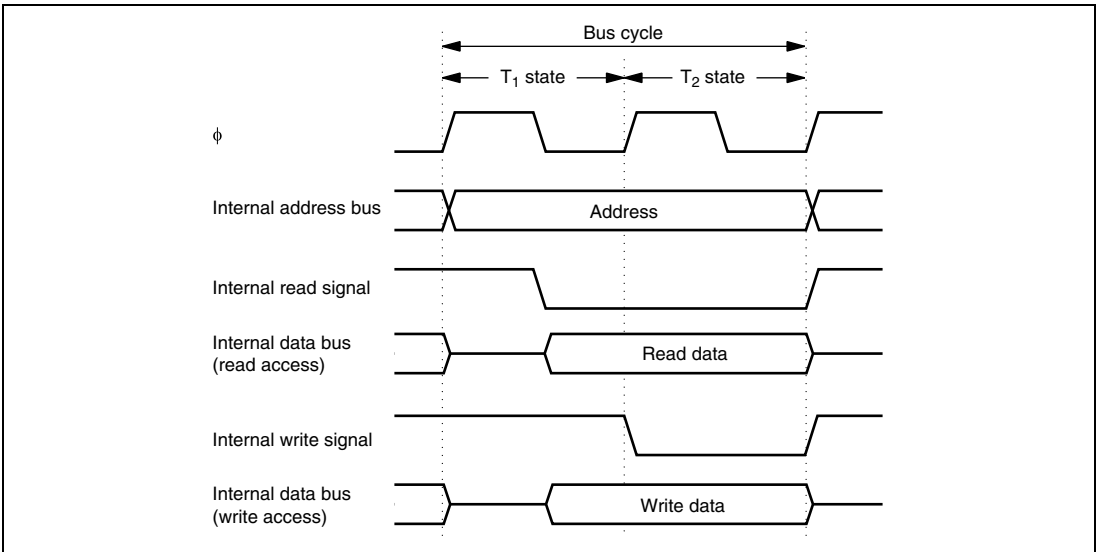 Bus cycle
T₁ state
T₂ state
ϕ
Internal address bus
Address
Internal read signal
Internal data bus
(read access)
Read data
Internal write signal
Internal data bus
(write access)
Write data